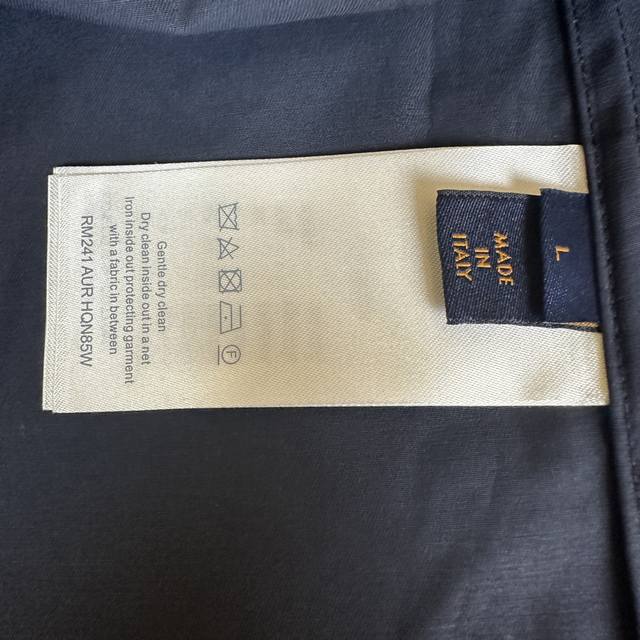 Gentle dry clean
Dry clean inside out in a net
Iron inside out protecting garment
with a fabric in between
RM241 AUR HQN85W
F
MADE
IN
ITALY
L